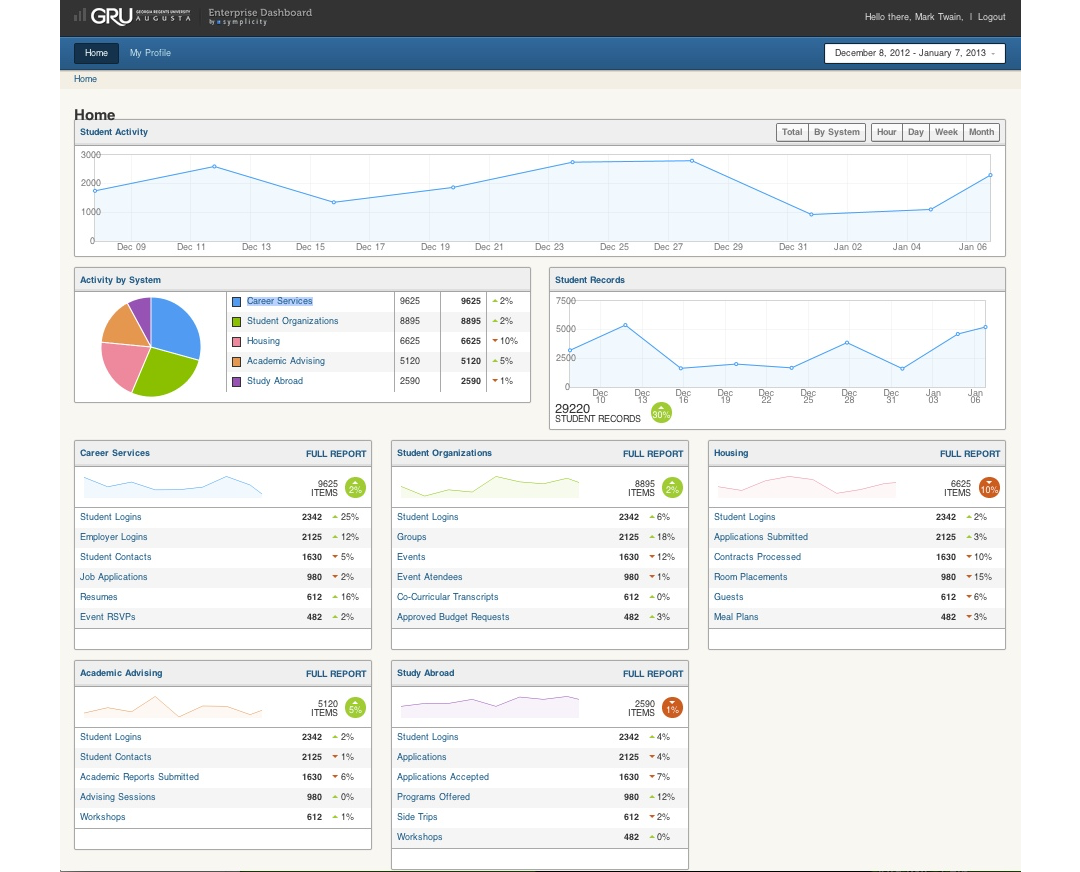 GRU GEORGIA REGENTS UNIVERSITY AUGUSTA
Enterprise Dashboard
by symplicity
Hello there, Mark Twain, | Logout
Home My Profile
December 8, 2012 - January 7, 2013
Home
Home
Student Activity
Total By System Hour Day Week Month
3000
2000
1000
0
Dec 09 Dec 11 Dec 13 Dec 15 Dec 17 Dec 19 Dec 21 Dec 23 Dec 25 Dec 27 Dec 29 Dec 31 Jan 02 Jan 04 Jan 06
Activity by System
Career Services 9625 9625 2%
Student Organizations 8895 8895 2%
Housing 6625 6625 10%
Academic Advising 5120 5120 5%
Study Abroad 2590 2590 1%
Student Records
7500
5000
2500
0
Dec Dec Dec Dec Dec Dec Dec Dec Jan Jan
10 13 16 19 22 25 28 31 03 06
29220
STUDENT RECORDS
30%
Career Services FULL REPORT
9625
ITEMS
2%
Student Logins 2342 25%
Employer Logins 2125 12%
Student Contacts 1630 5%
Job Applications 980 2%
Resumes 612 16%
Event RSVPs 482 2%
Student Organizations FULL REPORT
8895
ITEMS
2%
Student Logins 2342 6%
Groups 2125 18%
Events 1630 12%
Event Atendees 980 1%
Co-Curricular Transcripts 612 0%
Approved Budget Requests 482 3%
Housing FULL REPORT
6625
ITEMS
10%
Student Logins 2342 2%
Applications Submitted 2125 3%
Contracts Processed 1630 10%
Room Placements 980 15%
Guests 612 6%
Meal Plans 482 3%
Academic Advising FULL REPORT
5120
ITEMS
5%
Student Logins 2342 2%
Student Contacts 2125 1%
Academic Reports Submitted 1630 6%
Advising Sessions 980 0%
Workshops 612 1%
Study Abroad FULL REPORT
2590
ITEMS
1%
Student Logins 2342 4%
Applications 2125 4%
Applications Accepted 1630 7%
Programs Offered 980 12%
Side Trips 612 2%
Workshops 482 0%